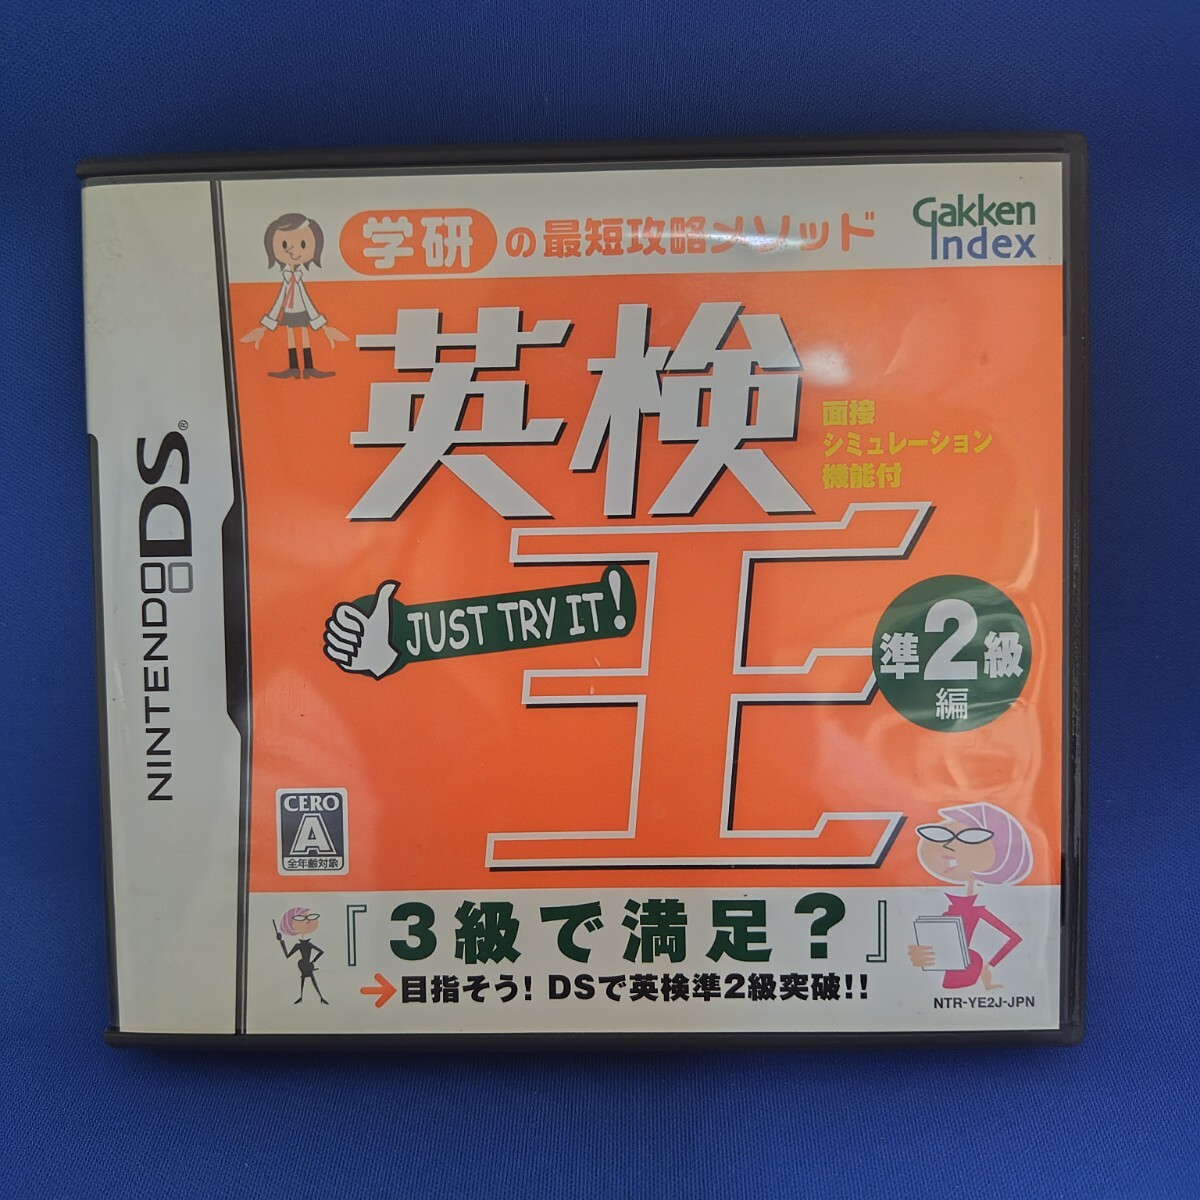 学研の最短攻略メソッド
Gakken
Index
英検
面接
シミュレーション
機能付
王
JUST TRY IT!
準2級
編
NINTENDO DS®
CERO
A
全年齢対象
『3級で満足?』
→目指そう! DSで英検準2級突破!!
NTR-YE2J-JPN